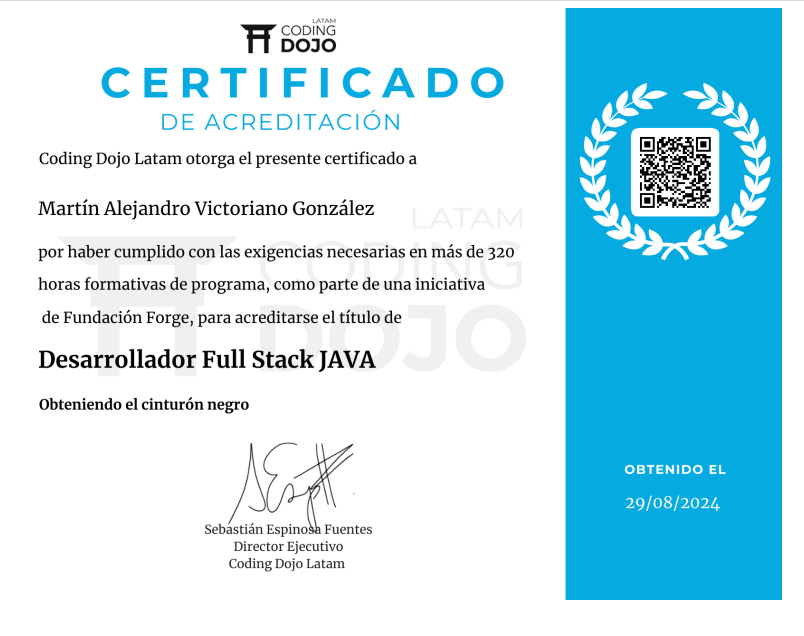 LATAM
CODING
DOJO
CERTIFICADO
DE ACREDITACIÓN
Coding Dojo Latam otorga el presente certificado a
Martín Alejandro Victoriano González
LATAM
CODING
DOJO
por haber cumplido con las exigencias necesarias en más de 320
horas formativas de programa, como parte de una iniciativa
de Fundación Forge, para acreditarse el título de
Desarrollador Full Stack JAVA
Obteniendo el cinturón negro
Sebastián Espinosa Fuentes
Director Ejecutivo
Coding Dojo Latam
OBTENIDO EL
29/08/2024